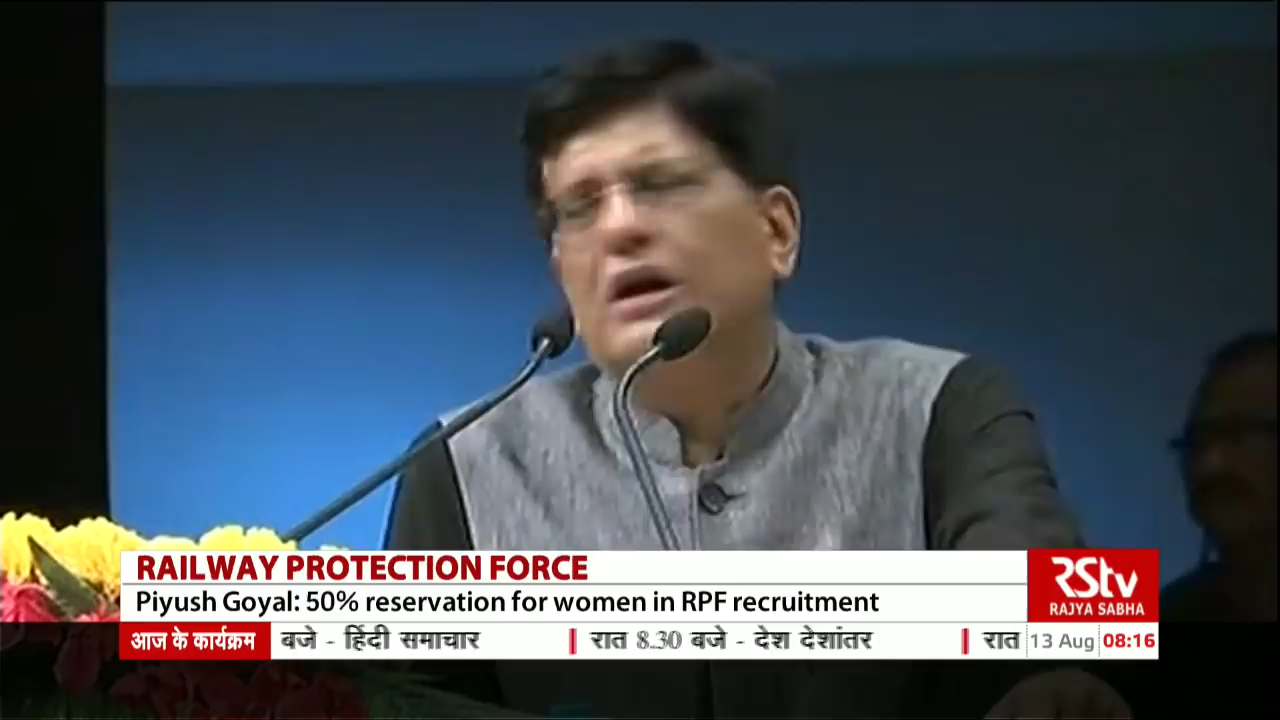 RAILWAY PROTECTION FORCE
Piyush Goyal: 50% reservation for women in RPF recruitment
RStv
RAJYA SABHA
आज के कार्यक्रम बजे - हिंदी समाचार | रात 8.30 बजे - देश देशांतर | रात 13 Aug 08:16